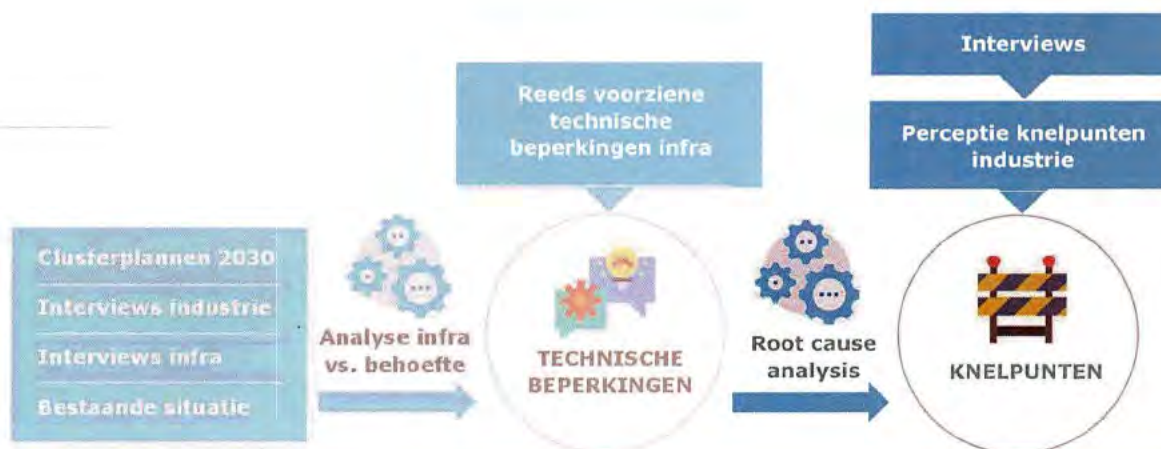 Interviews
Reeds voorziene
technische
beperkingen infra
Perceptie knelpunten
industrie
Clusterplannen 2030
Interviews industrie
Interviews infra
Bestaande situatie
Analyse infra
vs. behoefte
TECHNISCHE
BEPERKINGEN
Root cause
analysis
KNELPUNTEN